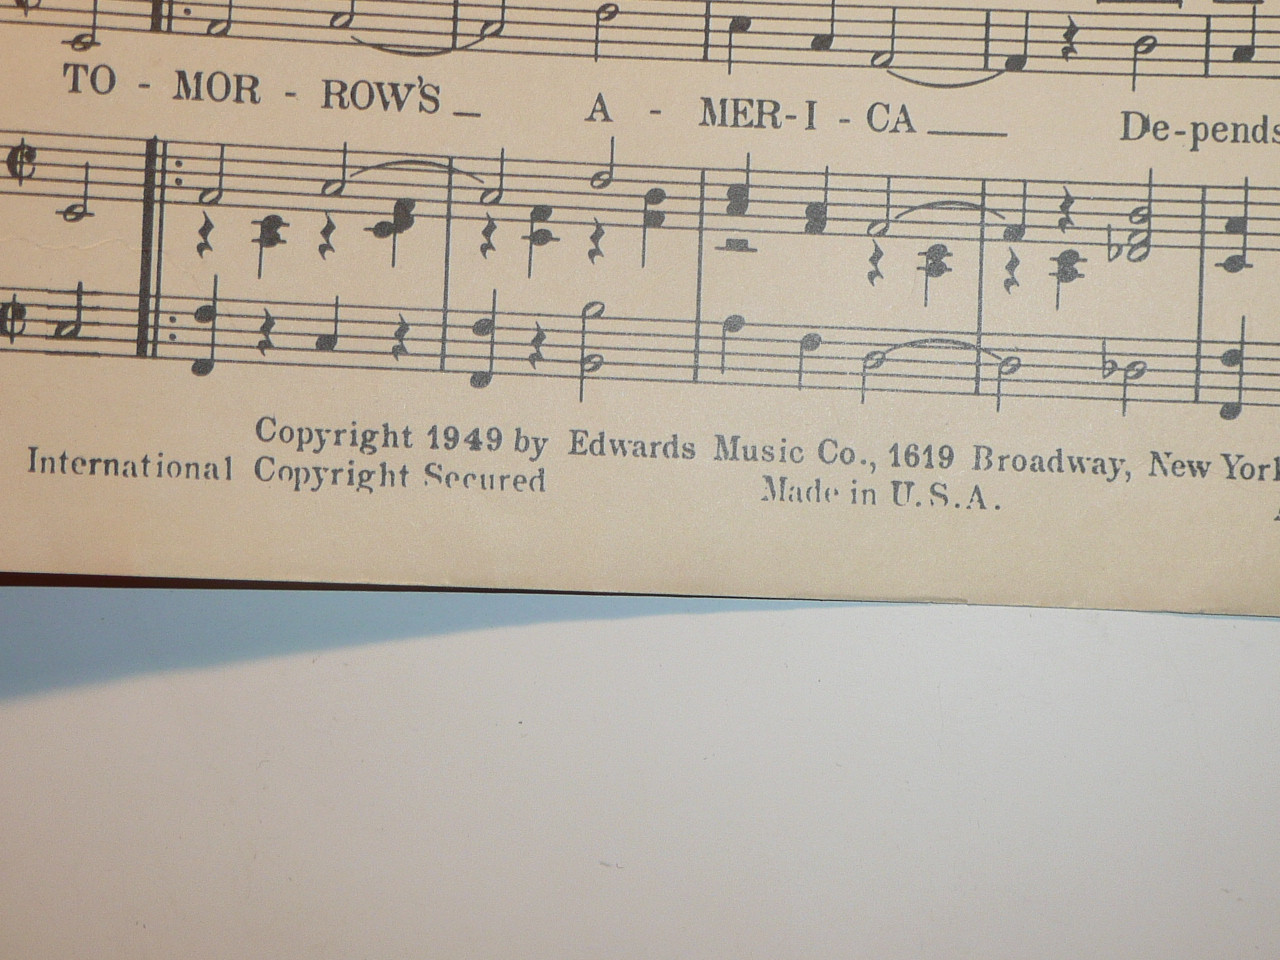 TO - MOR - ROW'S _ A - MER-I - CA ____ De-pends
Copyright 1949 by Edwards Music Co., 1619 Broadway, New York
International Copyright Secured Made in U.S.A.